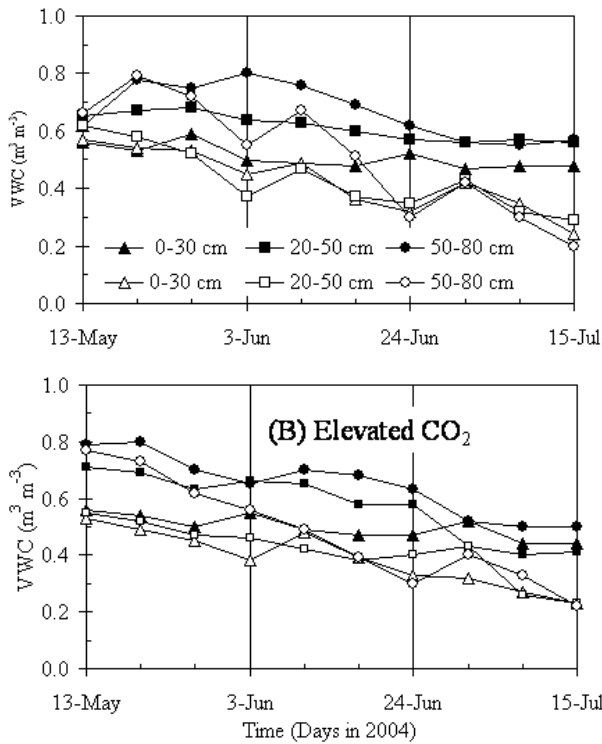 1.0
0.8
0.6
0.4
0.2
0.0
VWC (m³ m⁻³)
0-30 cm 20-50 cm 50-80 cm
0-30 cm 20-50 cm 50-80 cm
13-May 3-Jun 24-Jun 15-Jul
(B) Elevated CO₂
1.0
0.8
0.6
0.4
0.2
0.0
VWC (m³ m⁻³)
13-May 3-Jun 24-Jun 15-Jul
Time (Days in 2004)